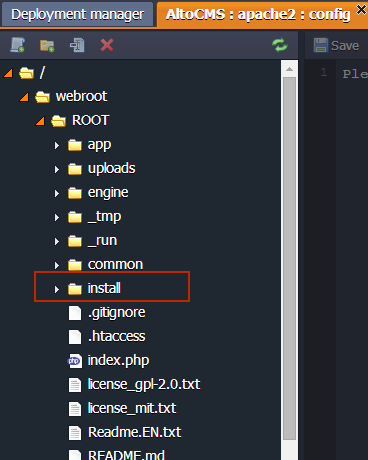 Deployment manager
AltoCMS : apache2 : config
Save
/
1 Ple
webroot
ROOT
app
uploads
engine
_tmp
_run
common
install
.gitignore
.htaccess
index.php
license_gpl-2.0.txt
license_mit.txt
Readme.EN.txt
README.md